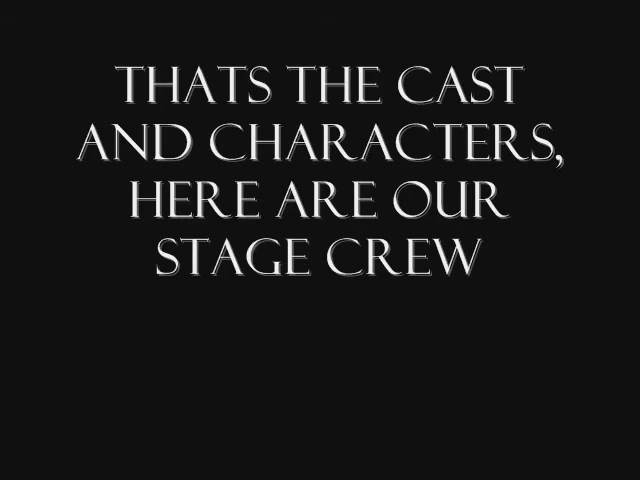 THATS THE CAST
AND CHARACTERS,
HERE ARE OUR
STAGE CREW